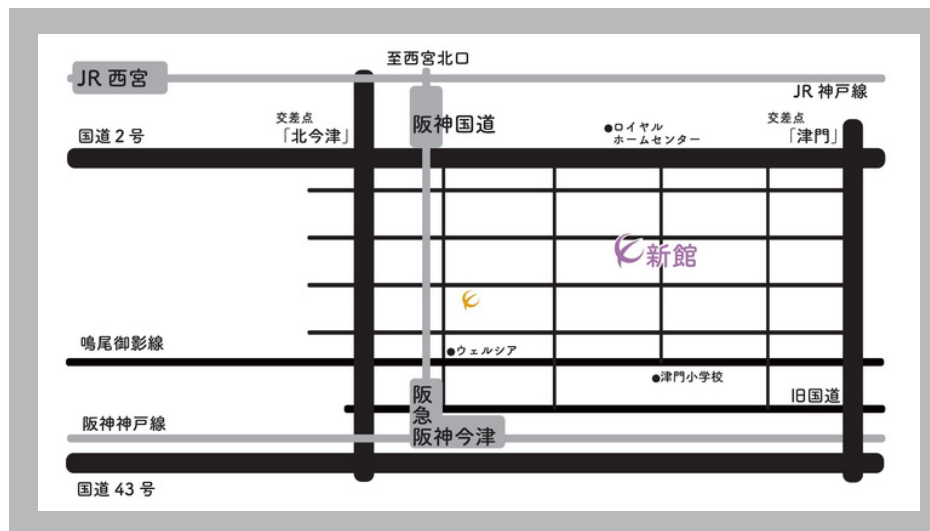 至西宮北口
JR 西宮
JR 神戸線
国道2号
交差点
「北今津」
阪神国道
●ロイヤル
ホームセンター
交差点
「津門」
新館
鳴尾御影線
●ウェルシア
●津門小学校
阪急
旧国道
阪神神戸線
阪神今津
国道 43 号